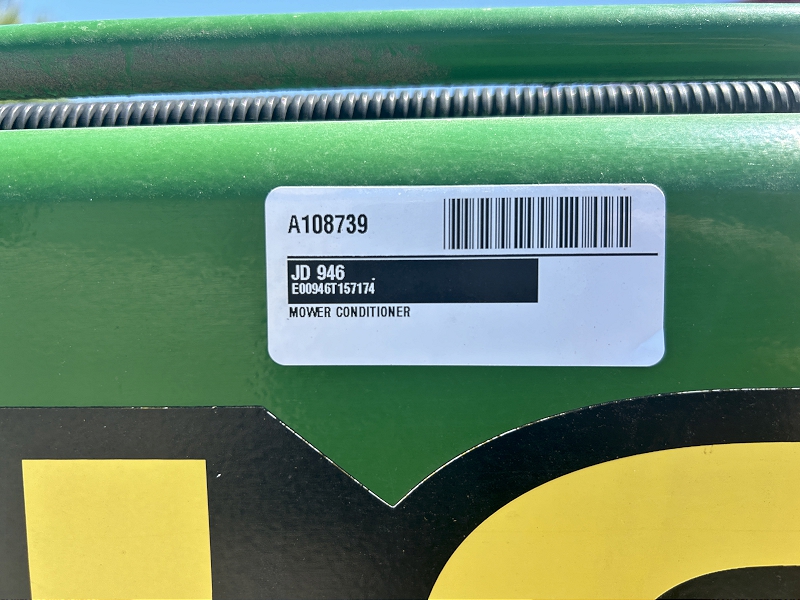 A108739
JD 946
E00946T157174
MOWER CONDITIONER